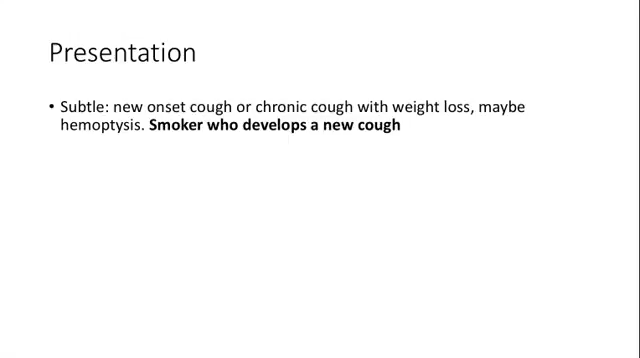 Presentation
• Subtle: new onset cough or chronic cough with weight loss, maybe
hemoptysis. Smoker who develops a new cough